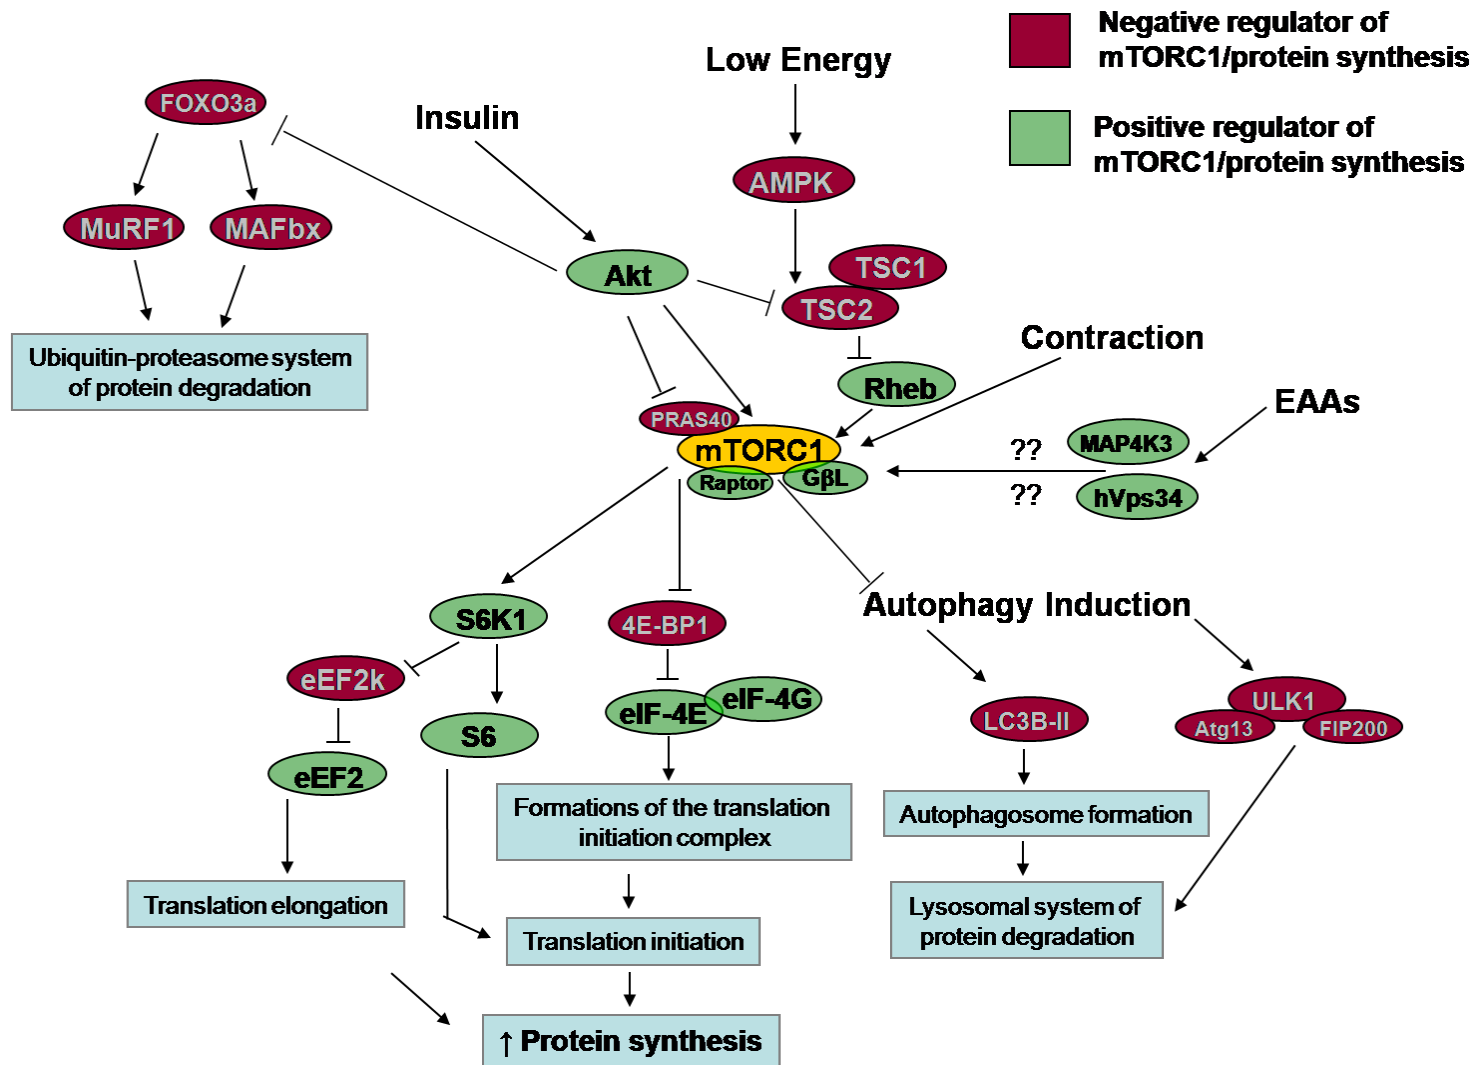 Negative regulator of
mTORC1/protein synthesis
Low Energy
FOXO3a
Insulin
Positive regulator of
mTORC1/protein synthesis
AMPK
MuRF1
MAFbx
Akt
TSC1
TSC2
Contraction
Ubiquitin-proteasome system
of protein degradation
Rheb
EAAs
PRAS40
mTORC1
??
MAP4K3
Raptor
GβL
??
hVps34
Autophagy Induction
S6K1
4E-BP1
eEF2k
eIF-4E
eIF-4G
ULK1
LC3B-II
Atg13
FIP200
S6
eEF2
Formations of the translation
initiation complex
Autophagosome formation
Translation elongation
Lysosomal system of
protein degradation
Translation initiation
↑ Protein synthesis